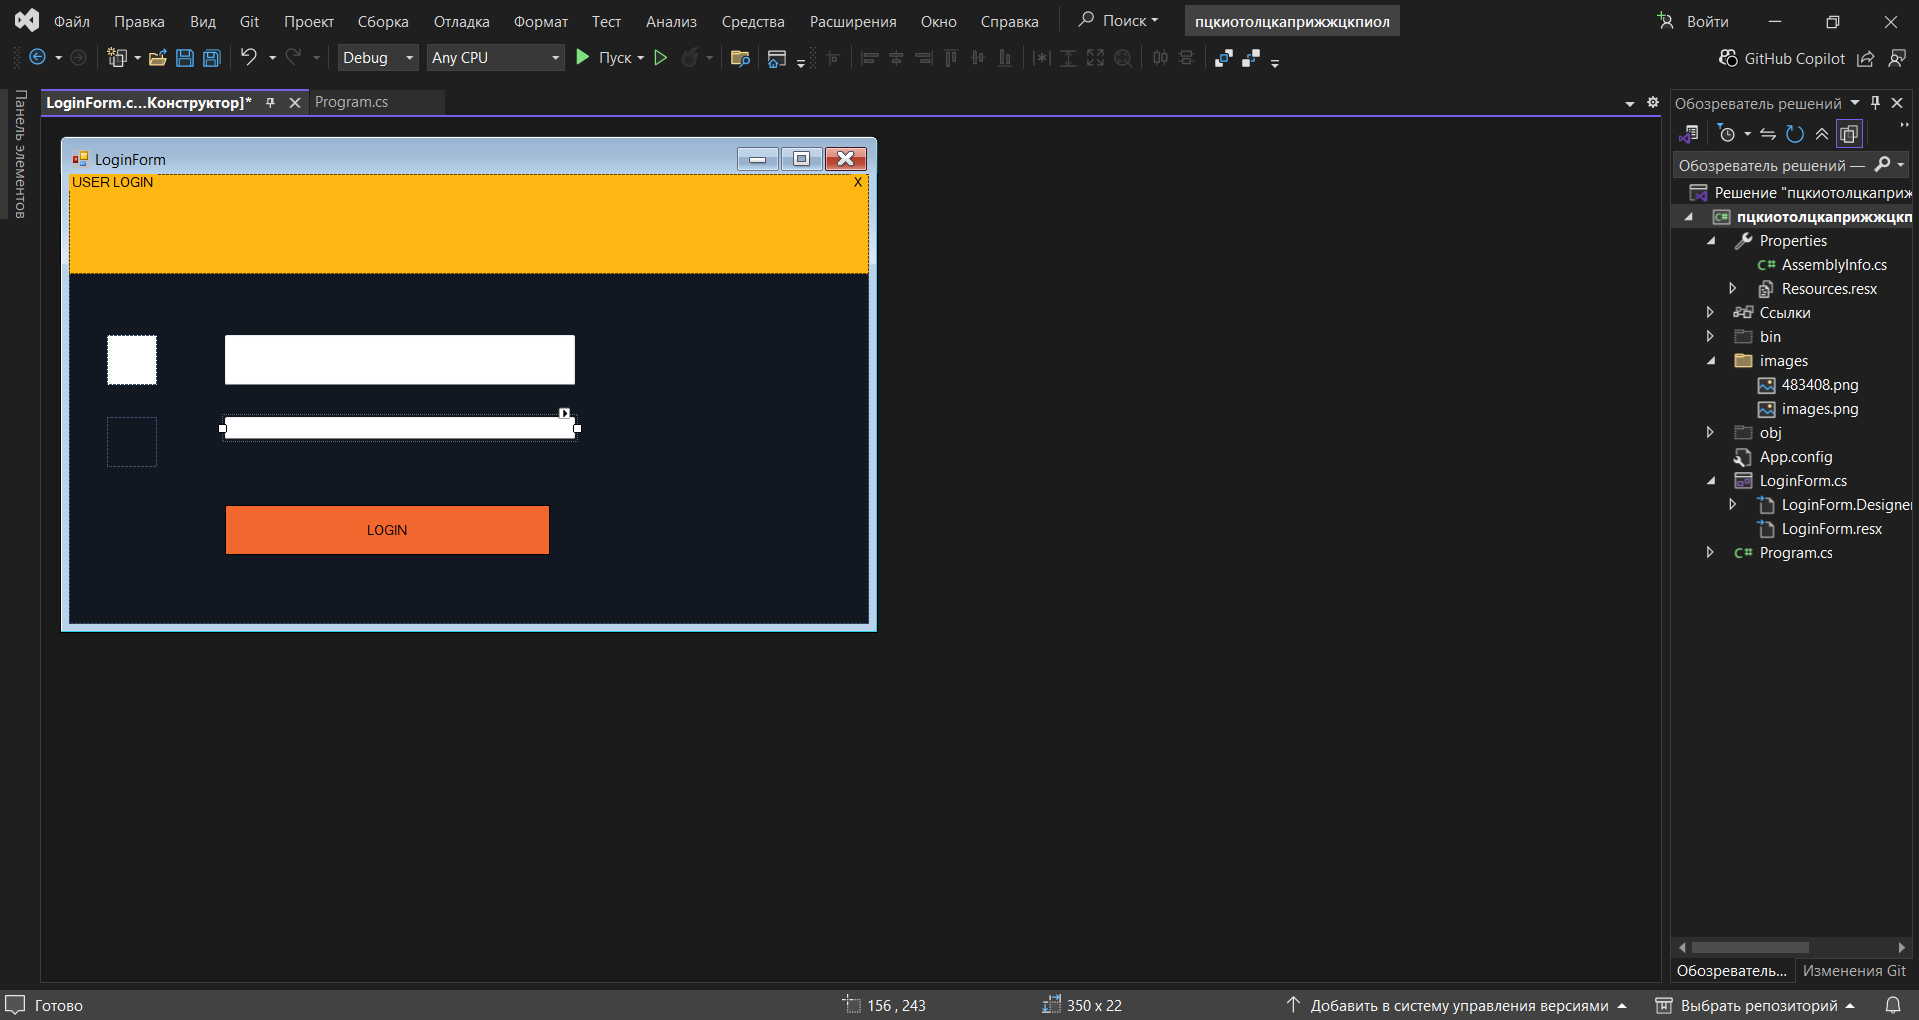 Файл Правка Вид Git Проект Сборка Отладка Формат Тест Анализ Средства Расширения Окно Справка Поиск пцкиотолцкаприжжцкпиол Войти
Debug Any CPU Пуск GitHub Copilot
Панель элементов
LoginForm.c...Конструктор]* Program.cs
Обозреватель решений
Обозреватель решений —
LoginForm
USER LOGIN X
LOGIN
Решение "пцкиотолцкаприж
пцкиотолцкаприжжцкп
Properties
C# AssemblyInfo.cs
Resources.resx
Ссылки
bin
images
483408.png
images.png
obj
App.config
LoginForm.cs
LoginForm.Designe
LoginForm.resx
C# Program.cs
Обозреватель... Изменения Git
Готово 156 , 243 350 x 22 Добавить в систему управления версиями Выбрать репозиторий